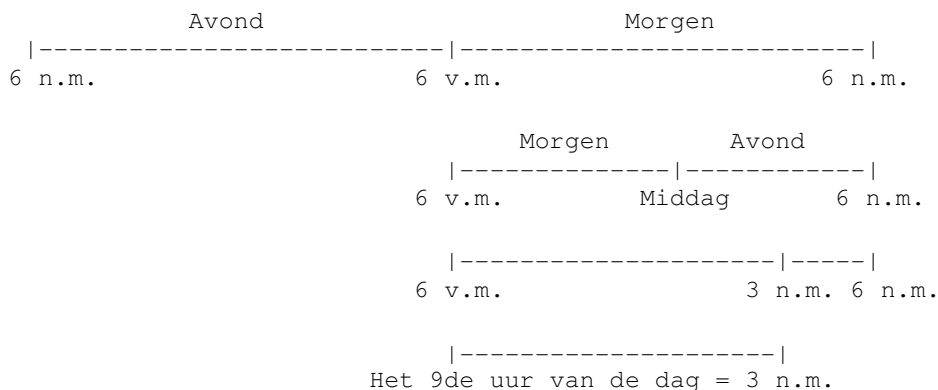 Avond Morgen
|---------------------------|---------------------------|
6 n.m. 6 v.m. 6 n.m.
Morgen Avond
|--------------|------------|
6 v.m. Middag 6 n.m.
|---------------------|-----|
6 v.m. 3 n.m. 6 n.m.
|---------------------|
Het 9de uur van de dag = 3 n.m.